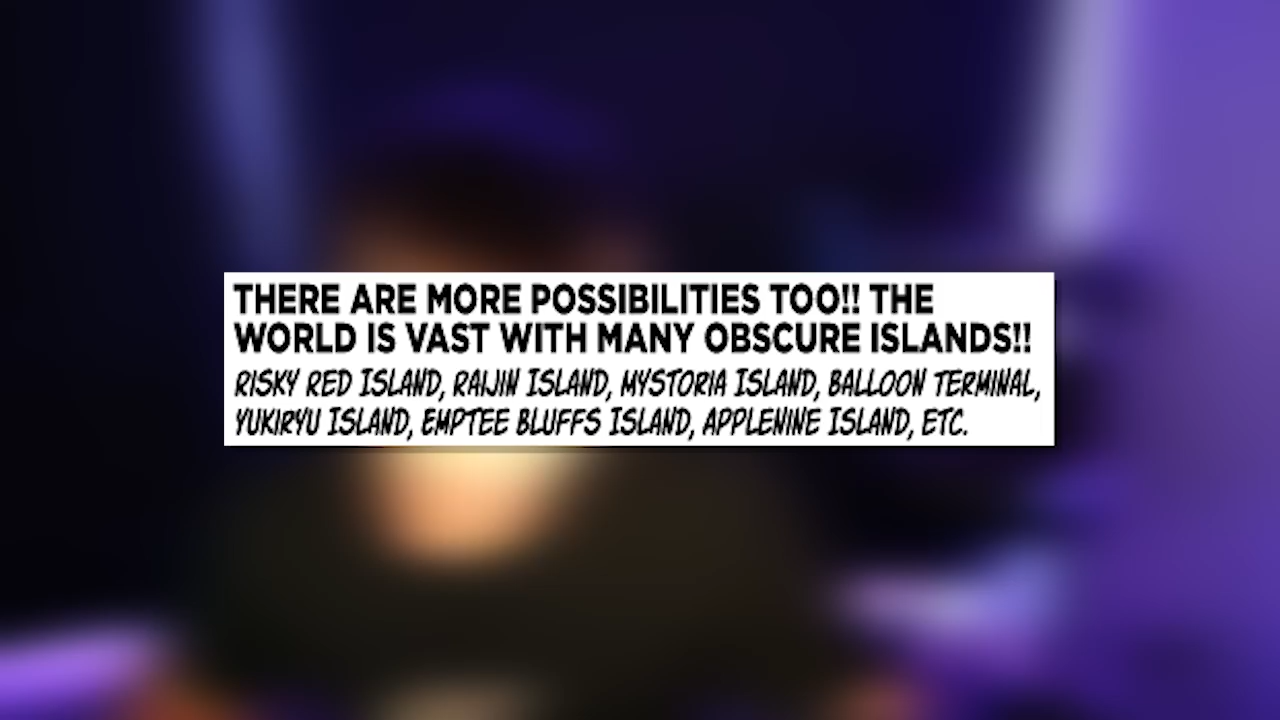 THERE ARE MORE POSSIBILITIES TOO!! THE
WORLD IS VAST WITH MANY OBSCURE ISLANDS!!
RISKY RED ISLAND, RAIJIN ISLAND, MYSTORIA ISLAND, BALLOON TERMINAL,
YUKIRYU ISLAND, EMPTEE BLUFFS ISLAND, APPLENINE ISLAND, ETC.